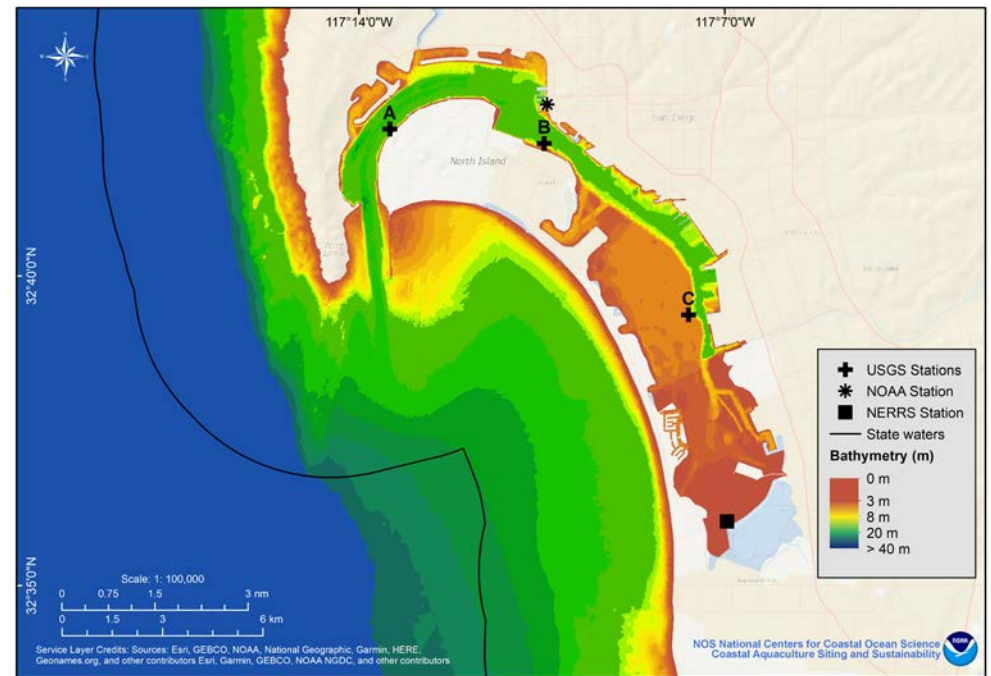 117°14'0"W
117°7'0"W
A
B
San Diego
North Island
32°40'0"N
C
USGS Stations
NOAA Station
NERRS Station
State waters
Bathymetry (m)
0 m
3 m
8 m
20 m
> 40 m
Scale: 1: 100,000
0 0.75 1.5 3 nm
0 1.5 3 6 km
32°35'0"N
Service Layer Credits: Sources: Esri, GEBCO, NOAA, National Geographic, Garmin, HERE,
Geonames.org, and other contributors Esri, Garmin, GEBCO, NOAA NGDC, and other contributors
NOS National Centers for Coastal Ocean Science
Coastal Aquaculture Siting and Sustainability
NOAA